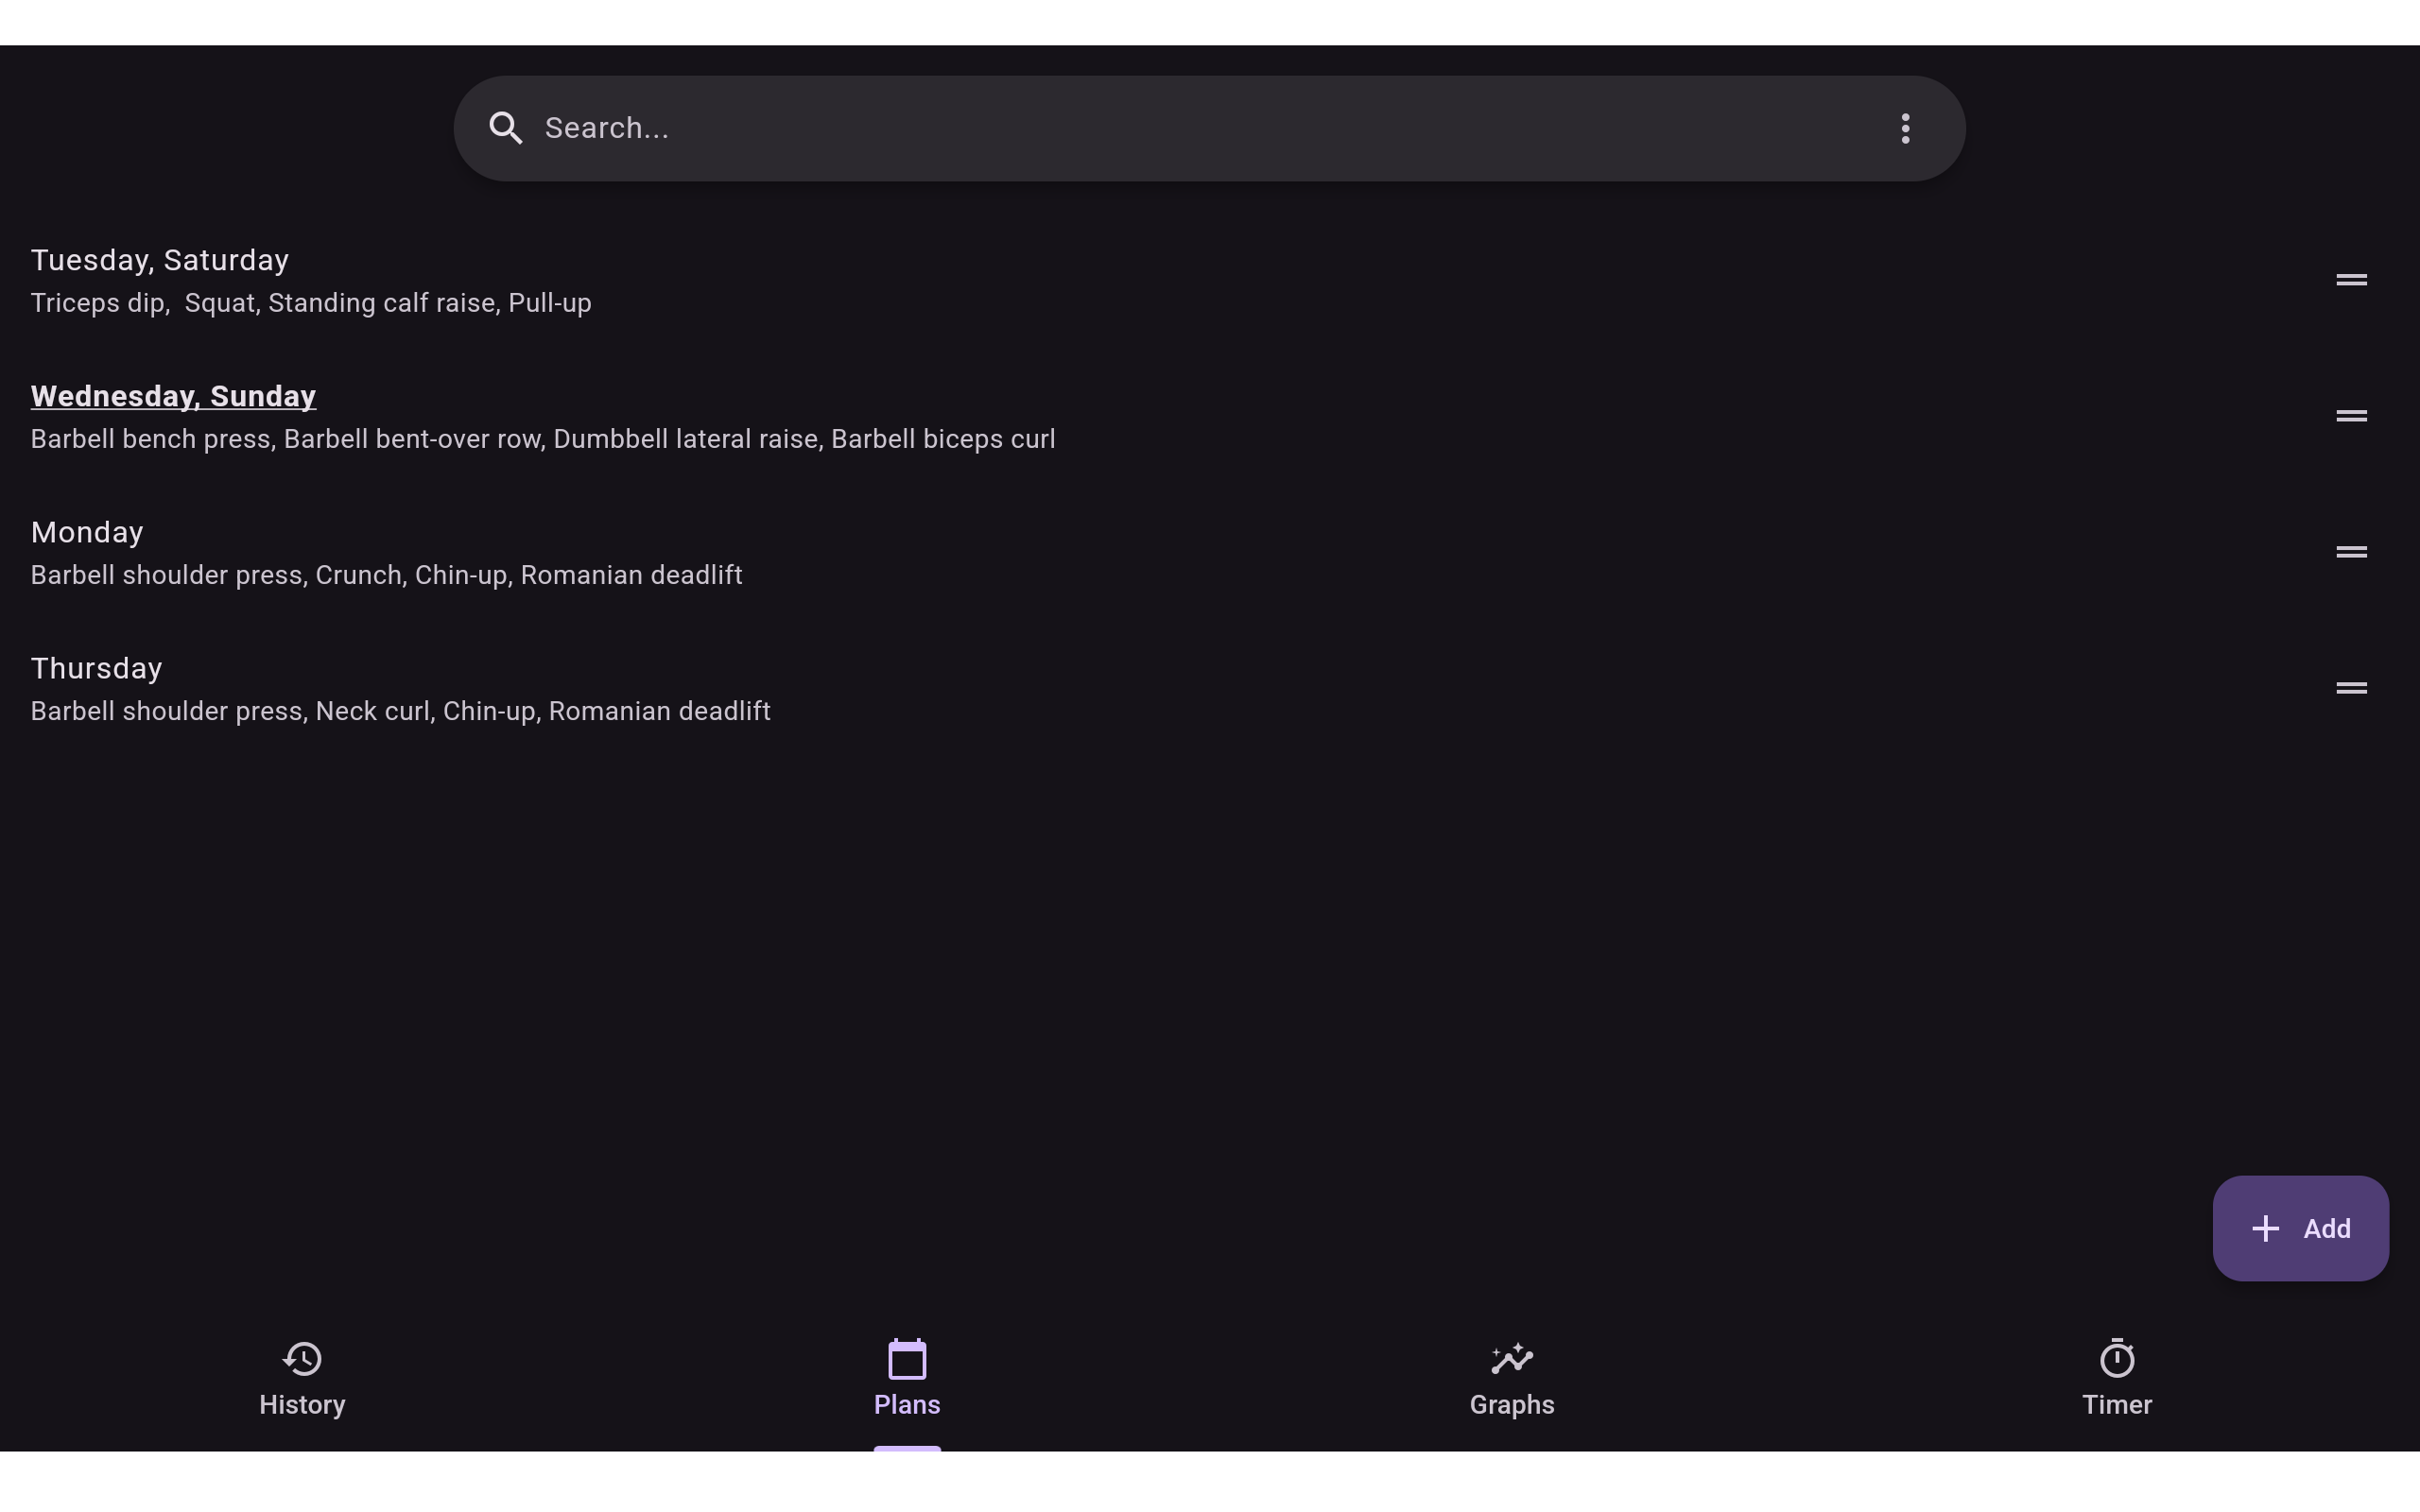 Search...
Tuesday, Saturday
Triceps dip,  Squat, Standing calf raise, Pull-up
Wednesday, Sunday
Barbell bench press, Barbell bent-over row, Dumbbell lateral raise, Barbell biceps curl
Monday
Barbell shoulder press, Crunch, Chin-up, Romanian deadlift
Thursday
Barbell shoulder press, Neck curl, Chin-up, Romanian deadlift
Add
History
Plans
Graphs
Timer